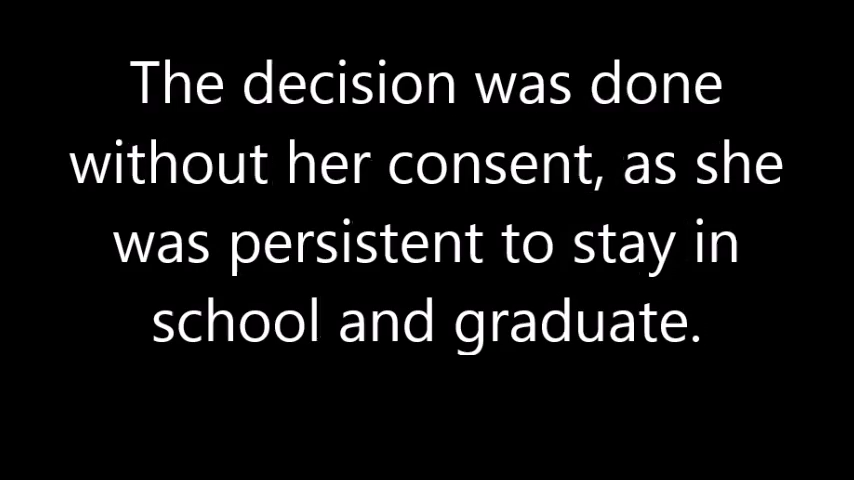 The decision was done
without her consent, as she
was persistent to stay in
school and graduate.